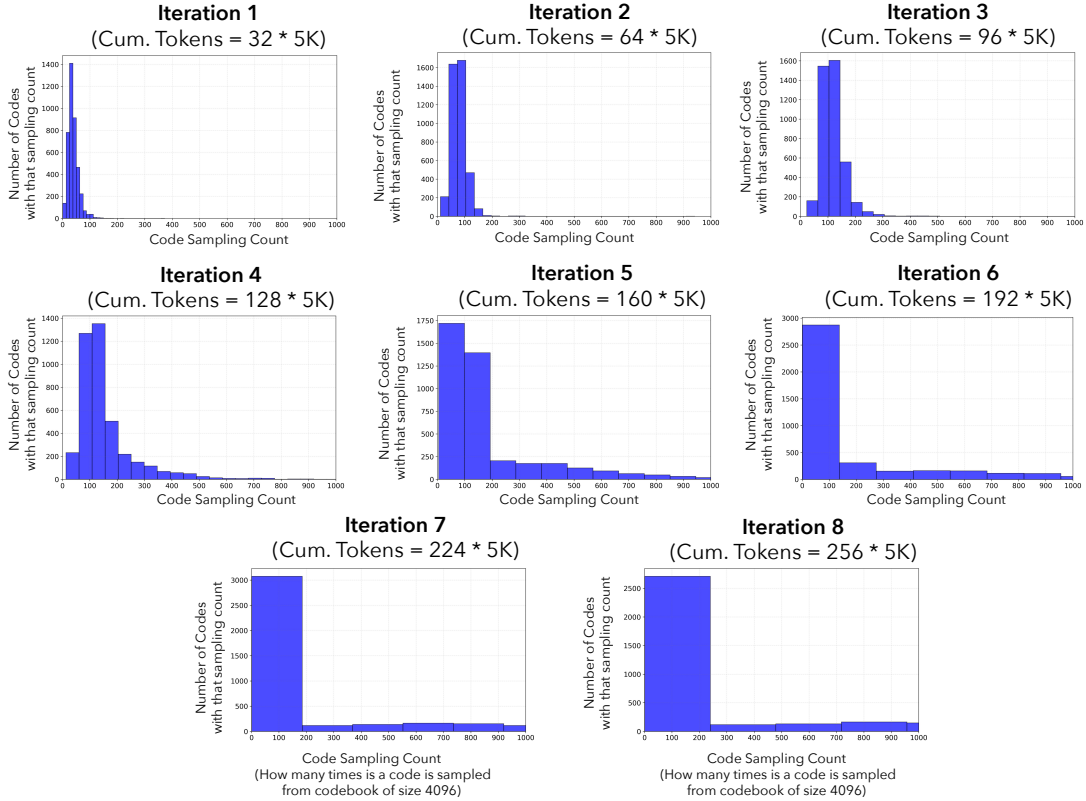 Iteration 1
(Cum. Tokens = 32 * 5K)
Number of Codes
with that sampling count
1400
1200
1000
800
600
400
200
0
0 100 200 300 400 500 600 700 800 900 1000
Code Sampling Count
Iteration 2
(Cum. Tokens = 64 * 5K)
Number of Codes
with that sampling count
1600
1400
1200
1000
800
600
400
200
0
0 100 200 300 400 500 600 700 800 900 1000
Code Sampling Count
Iteration 3
(Cum. Tokens = 96 * 5K)
Number of Codes
with that sampling count
1600
1400
1200
1000
800
600
400
200
0
0 100 200 300 400 500 600 700 800 900 1000
Code Sampling Count
Iteration 4
(Cum. Tokens = 128 * 5K)
Number of Codes
with that sampling count
1400
1200
1000
800
600
400
200
0
0 100 200 300 400 500 600 700 800 900 1000
Code Sampling Count
Iteration 5
(Cum. Tokens = 160 * 5K)
Number of Codes
with that sampling count
1750
1500
1250
1000
750
500
250
0
0 100 200 300 400 500 600 700 800 900 1000
Code Sampling Count
Iteration 6
(Cum. Tokens = 192 * 5K)
Number of Codes
with that sampling count
3000
2500
2000
1500
1000
500
0
0 100 200 300 400 500 600 700 800 900 1000
Code Sampling Count
Iteration 7
(Cum. Tokens = 224 * 5K)
Number of Codes
with that sampling count
3000
2500
2000
1500
1000
500
0
0 100 200 300 400 500 600 700 800 900 1000
Code Sampling Count
(How many times is a code is sampled
from codebook of size 4096)
Iteration 8
(Cum. Tokens = 256 * 5K)
Number of Codes
with that sampling count
2500
2000
1500
1000
500
0
0 100 200 300 400 500 600 700 800 900 1000
Code Sampling Count
(How many times is a code is sampled
from codebook of size 4096)